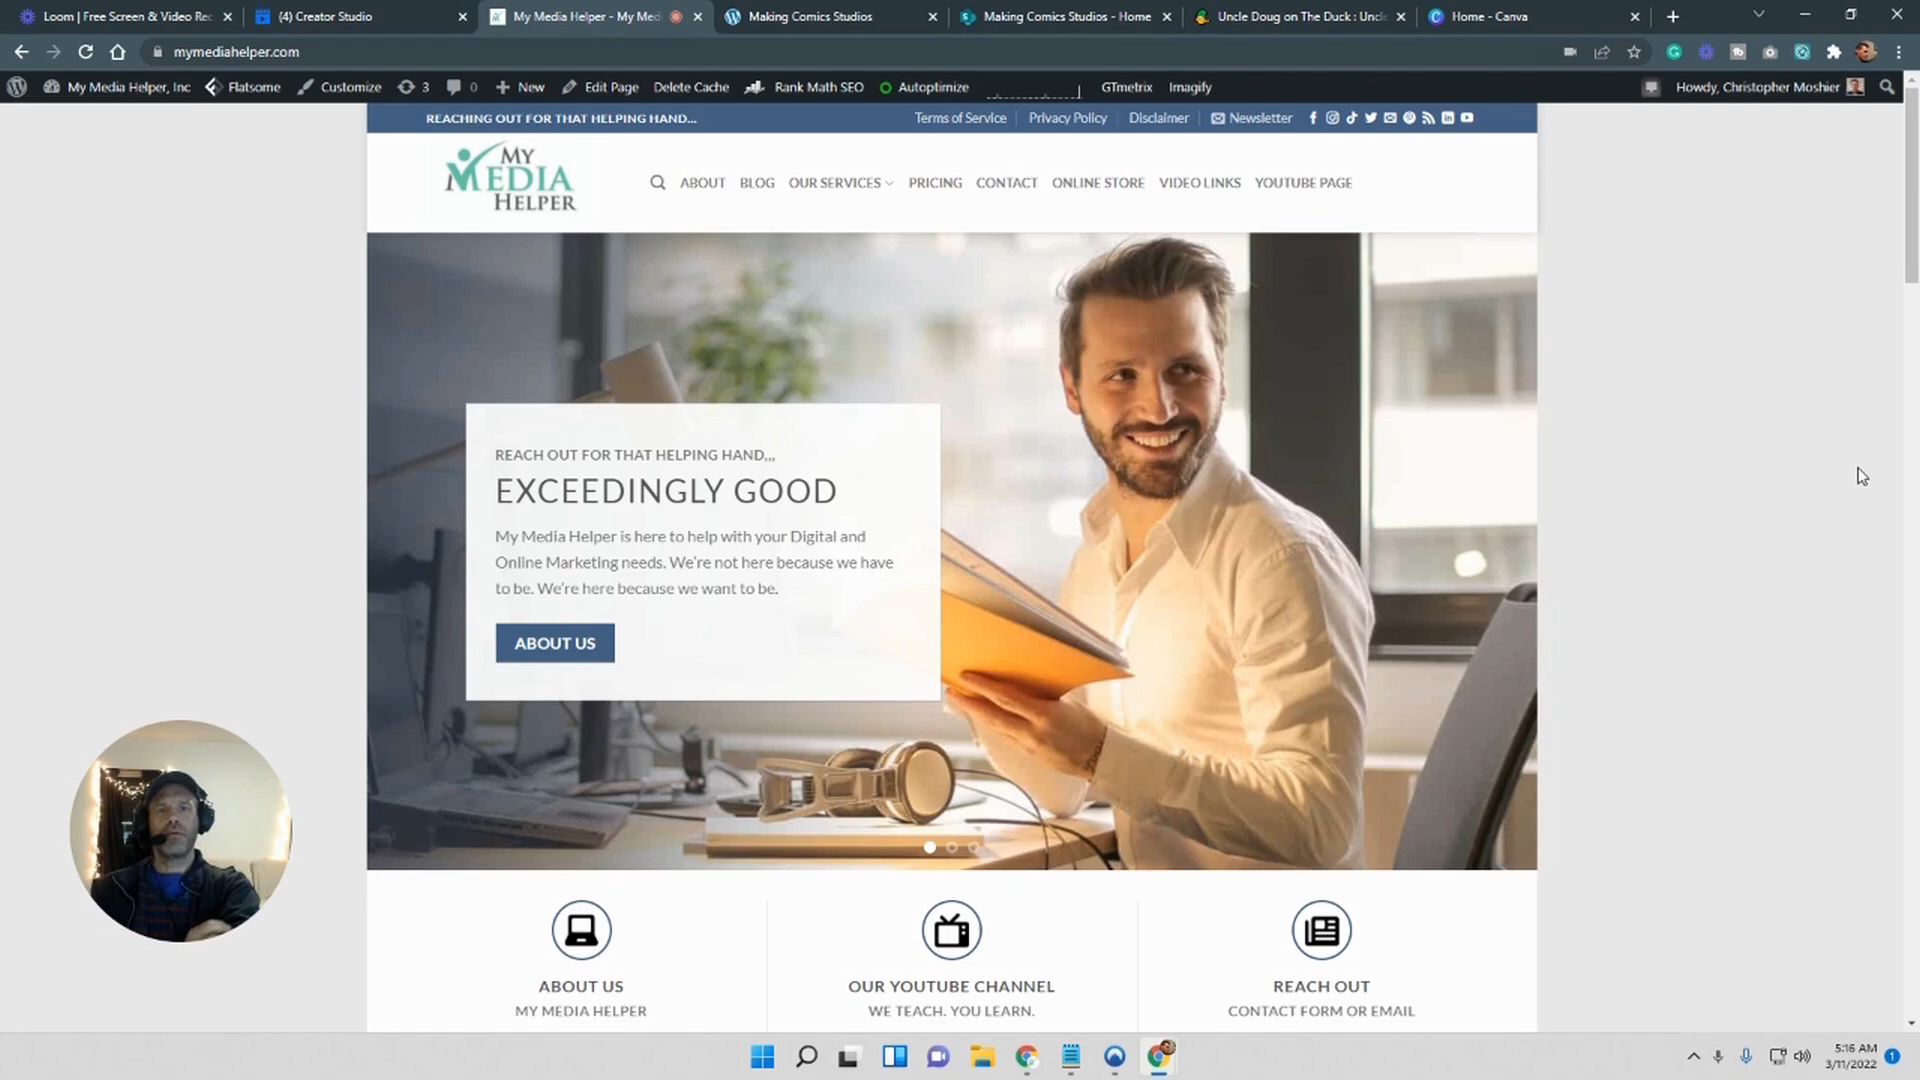 Loom | Free Screen & Video Rec
(4) Creator Studio
My Media Helper - My Med
Making Comics Studios
Making Comics Studios - Home
Uncle Doug on The Duck : Uncl
Home - Canva
mymediahelper.com
My Media Helper, Inc
Flatsome
Customize
3
0
New
Edit Page
Delete Cache
Rank Math SEO
Autoptimize
GTmetrix
Imagify
Howdy, Christopher Moshier
REACHING OUT FOR THAT HELPING HAND...
Terms of Service
Privacy Policy
Disclaimer
Newsletter
MY
MEDIA
HELPER
ABOUT
BLOG
OUR SERVICES
PRICING
CONTACT
ONLINE STORE
VIDEO LINKS
YOUTUBE PAGE
REACH OUT FOR THAT HELPING HAND...
EXCEEDINGLY GOOD
My Media Helper is here to help with your Digital and
Online Marketing needs. We're not here because we have
to be. We're here because we want to be.
ABOUT US
ABOUT US
MY MEDIA HELPER
OUR YOUTUBE CHANNEL
WE TEACH. YOU LEARN.
REACH OUT
CONTACT FORM OR EMAIL
5:16 AM
3/11/2022
1